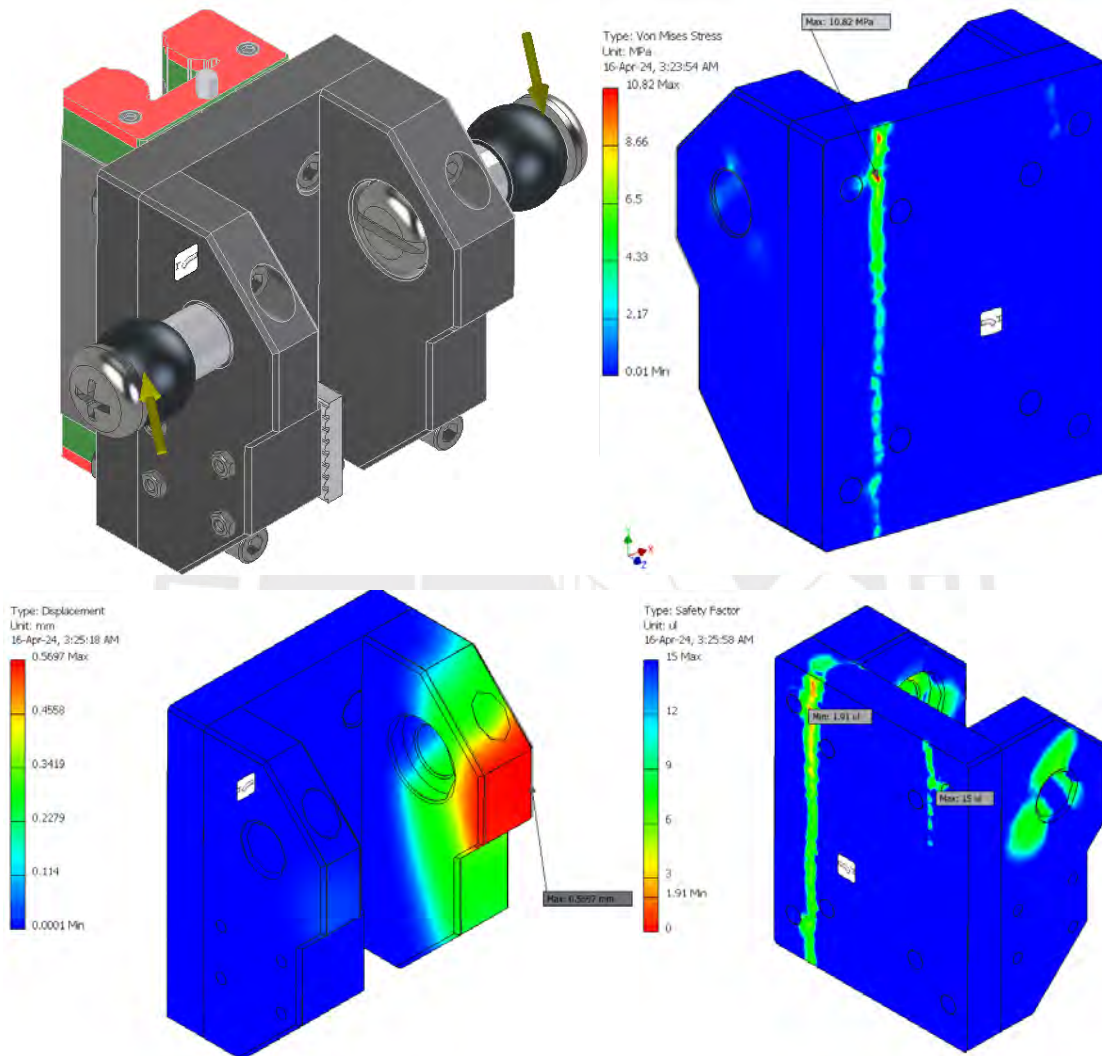 Type: Von Mises Stress
Unit: MPa
16-Apr-24, 3:23:54 AM
10.82 Max
8.66
6.5
4.33
2.17
0.01 Min
Max: 10.82 MPa
Y
X
Z
Type: Displacement
Unit: mm
16-Apr-24, 3:25:18 AM
0.5697 Max
0.4558
0.3419
0.2279
0.114
0.0001 Min
Max: 0.5697 mm
Type: Safety Factor
Unit: ul
16-Apr-24, 3:25:58 AM
15 Max
12
9
6
3
1.91 Min
0
Min: 1.91 ul
Max: 15 ul